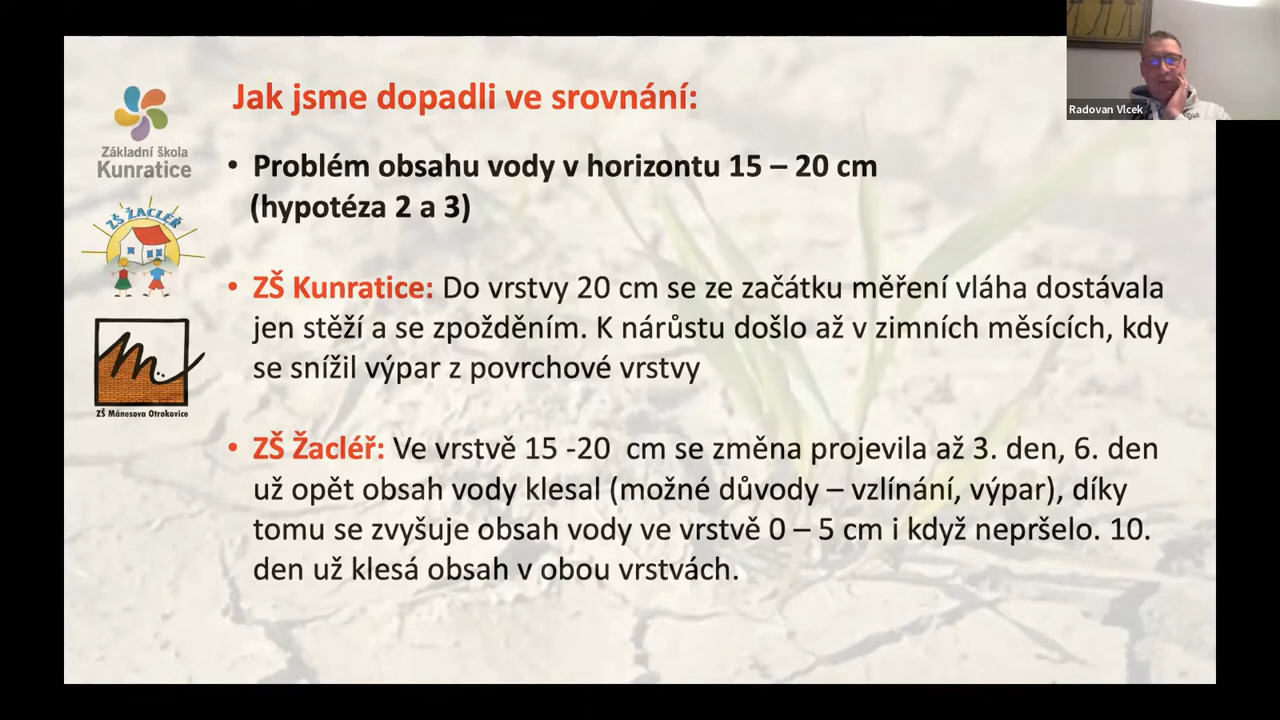 Radovan Vlcek
Jak jsme dopadli ve srovnání:
Základní škola
Kunratice
ZŠ ŽACLÉŘ
ZŠ Mánesova Otrokovice
• Problém obsahu vody v horizontu 15 – 20 cm
(hypotéza 2 a 3)
• ZŠ Kunratice: Do vrstvy 20 cm se ze začátku měření vláha dostávala
jen stěží a se zpožděním. K nárůstu došlo až v zimních měsících, kdy
se snížil výpar z povrchové vrstvy
• ZŠ Žacléř: Ve vrstvě 15 -20 cm se změna projevila až 3. den, 6. den
už opět obsah vody klesal (možné důvody – vzlínání, výpar), díky
tomu se zvyšuje obsah vody ve vrstvě 0 – 5 cm i když nepršelo. 10.
den už klesá obsah v obou vrstvách.